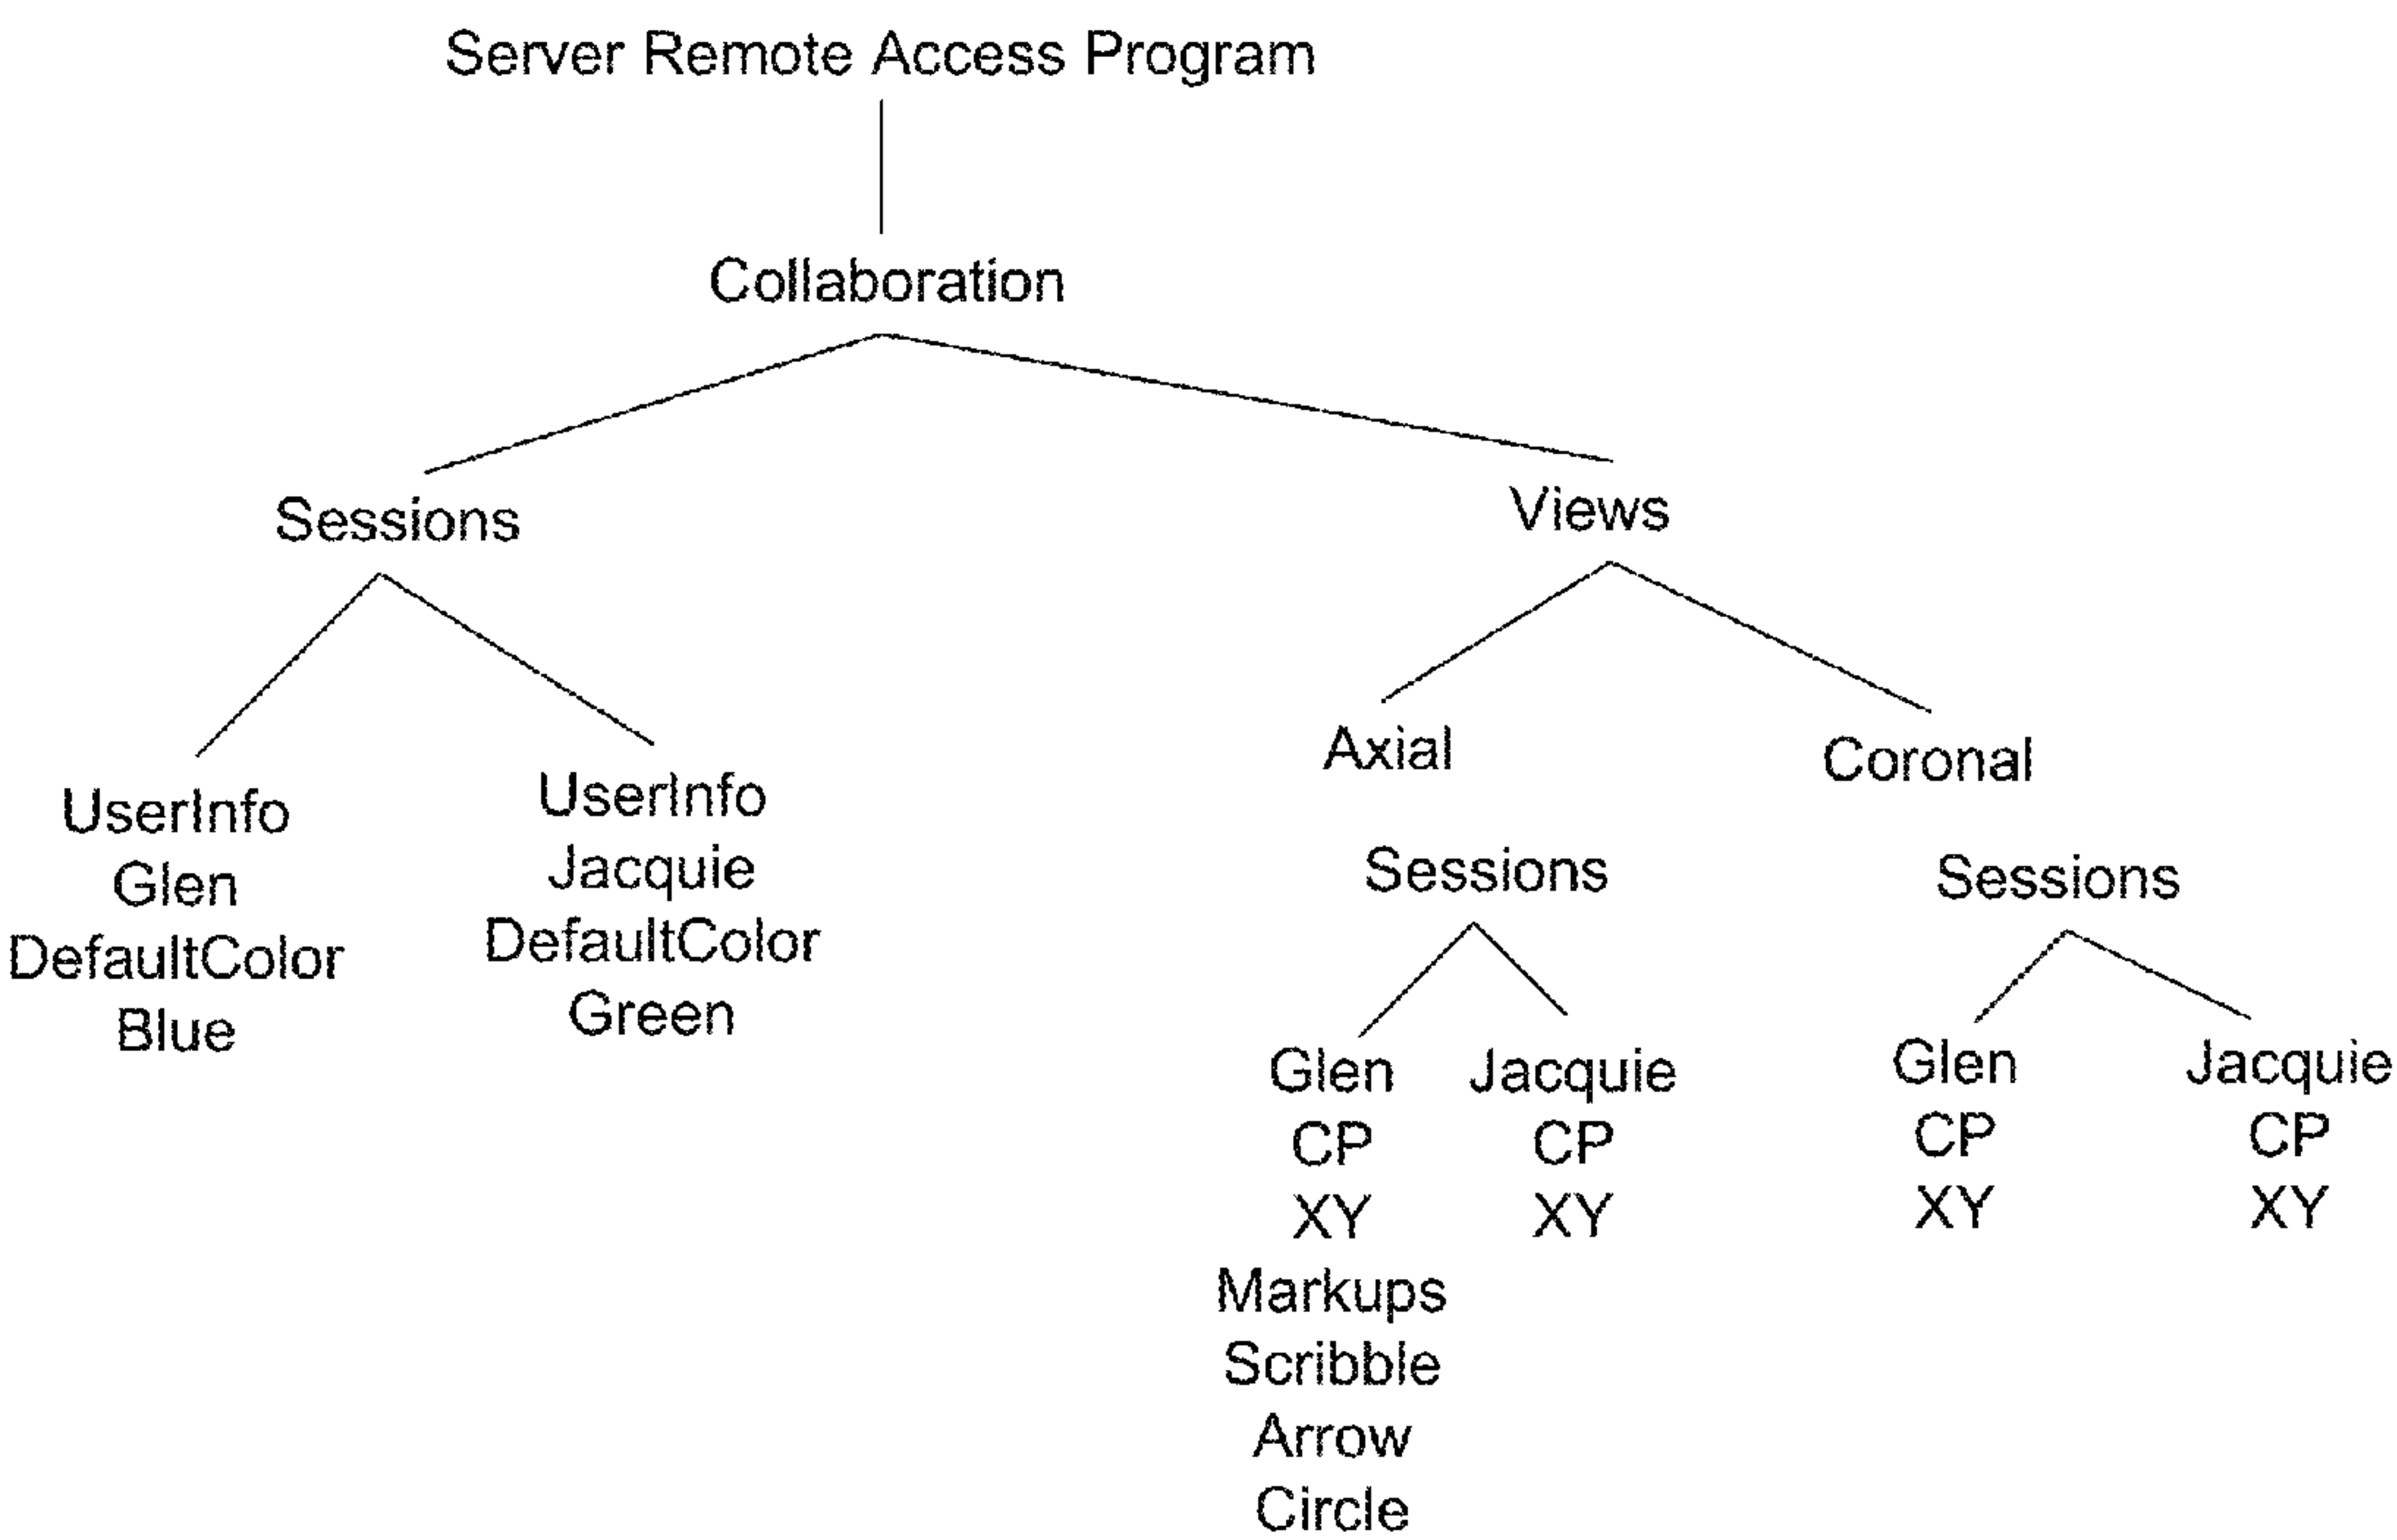 Server Remote Access Program
Collaboration
Sessions
Views
UserInfo
Glen
DefaultColor
Blue
UserInfo
Jacquie
DefaultColor
Green
Axial
Sessions
Glen
CP
XY
Markups
Scribble
Arrow
Circle
Jacquie
CP
XY
Coronal
Sessions
Glen
CP
XY
Jacquie
CP
XY